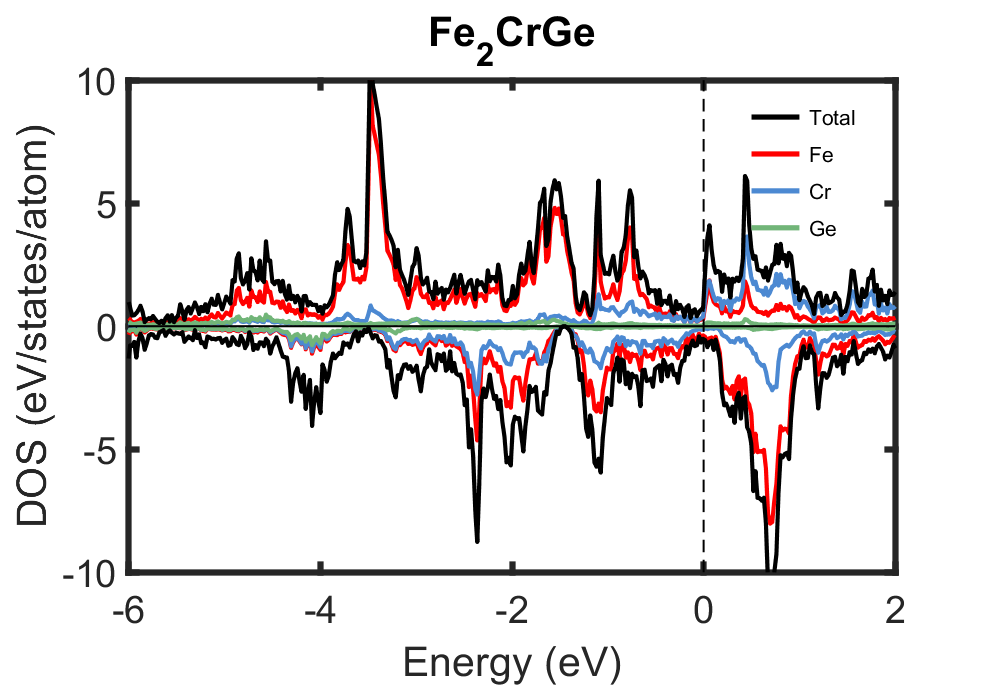 Fe₂CrGe
DOS (eV/states/atom)
10
5
0
-5
-10
Total
Fe
Cr
Ge
-6 -4 -2 0 2
Energy (eV)